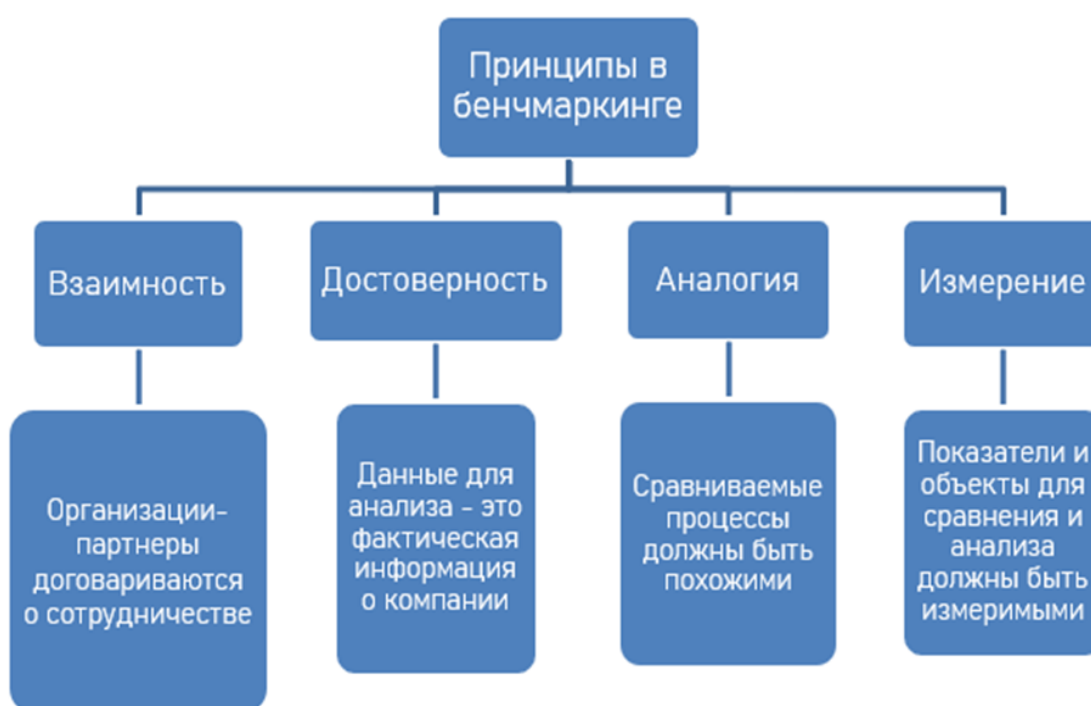 Принципы в
бенчмаркинге
Взаимность
Достоверность
Аналогия
Измерение
Организации-
партнеры
договариваются
о сотрудничестве
Данные для
анализа - это
фактическая
информация
о компании
Сравниваемые
процессы
должны быть
похожими
Показатели и
объекты для
сравнения и
анализа
должны быть
измеримыми